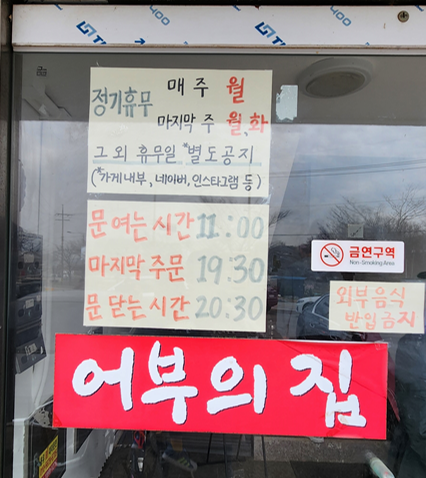 정기휴무 매주 월
마지막 주 월,화
그 외 휴무일 *별도공지
(*가게내부, 네이버, 인스타그램 등)
문 여는 시간 11:00
마지막 주문 19:30
문 닫는 시간 20:30
금연구역
Non-Smoking Area
외부음식
반입금지
어부의 집